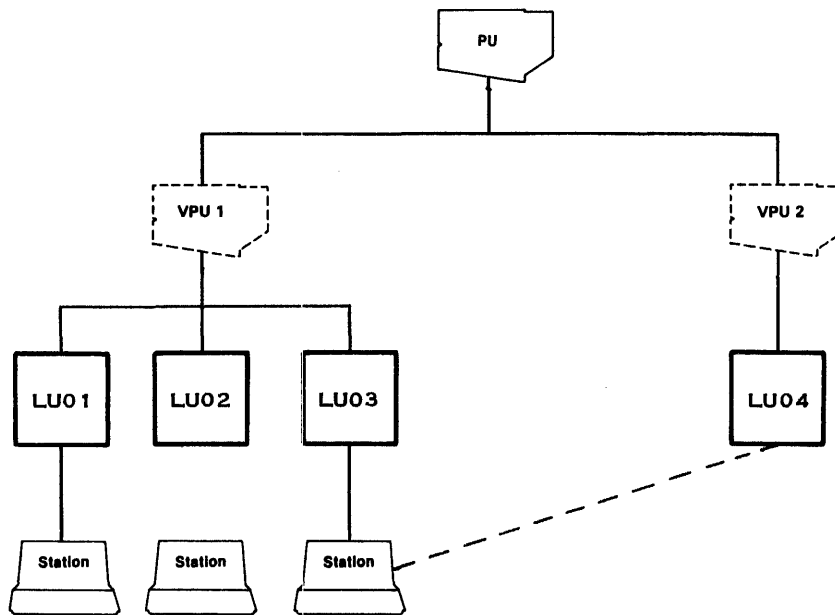 PU
VPU 1
VPU 2
LU01
LU02
LU03
LU04
Station
Station
Station